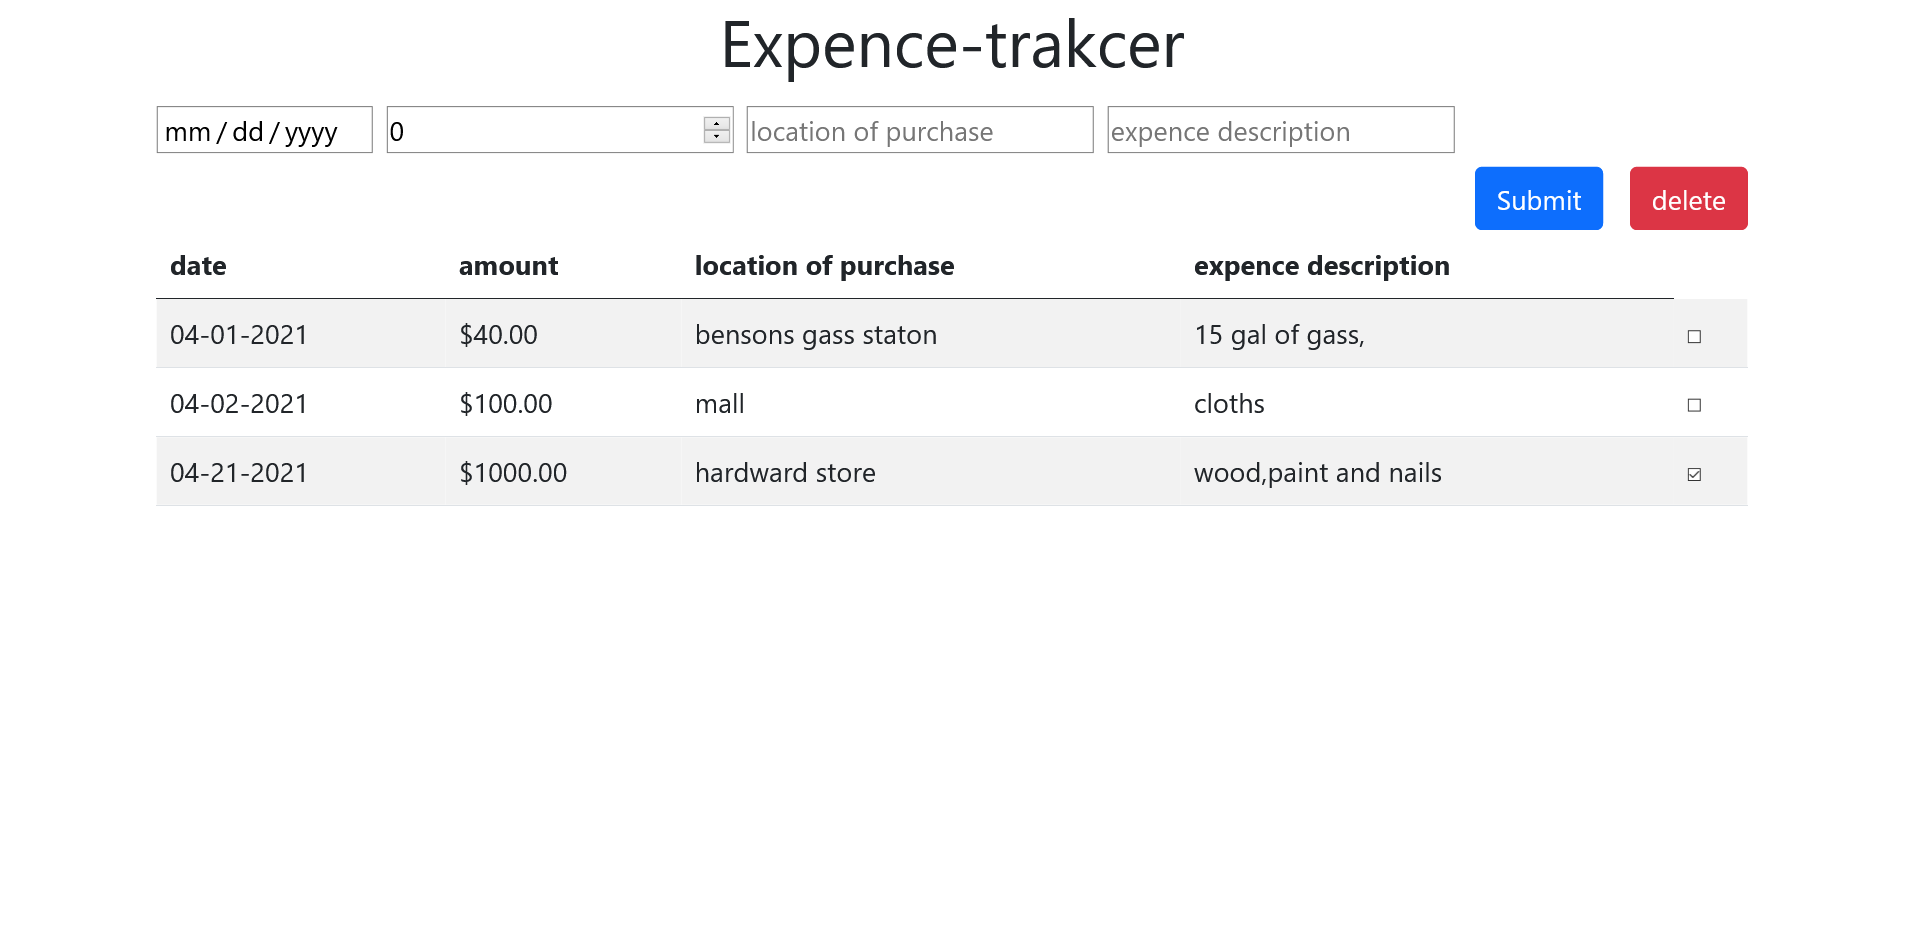 Expence-trakcer
mm / dd / yyyy 0 location of purchase expence description
Submit delete
date amount location of purchase expence description
04-01-2021 $40.00 bensons gass staton 15 gal of gass,
04-02-2021 $100.00 mall cloths
04-21-2021 $1000.00 hardward store wood,paint and nails